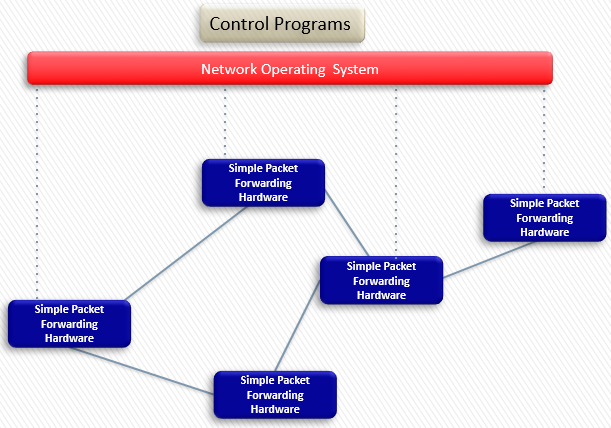 Control Programs
Network Operating System
Simple Packet
Forwarding
Hardware
Simple Packet
Forwarding
Hardware
Simple Packet
Forwarding
Hardware
Simple Packet
Forwarding
Hardware
Simple Packet
Forwarding
Hardware